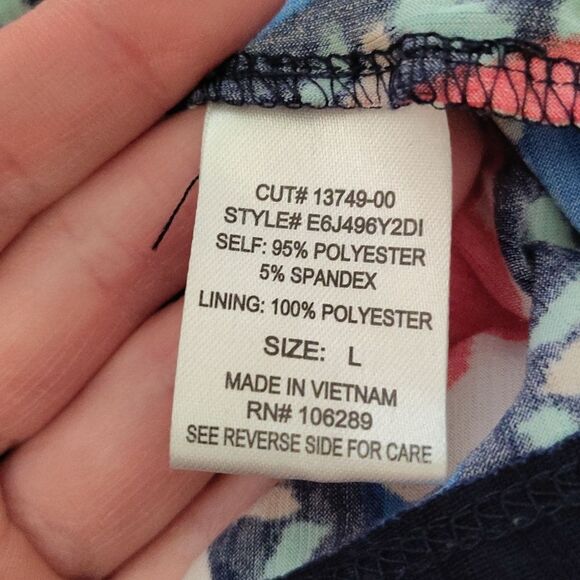 CUT# 13749-00
STYLE# E6J496Y2DI
SELF: 95% POLYESTER
5% SPANDEX
LINING: 100% POLYESTER
SIZE: L
MADE IN VIETNAM
RN# 106289
SEE REVERSE SIDE FOR CARE